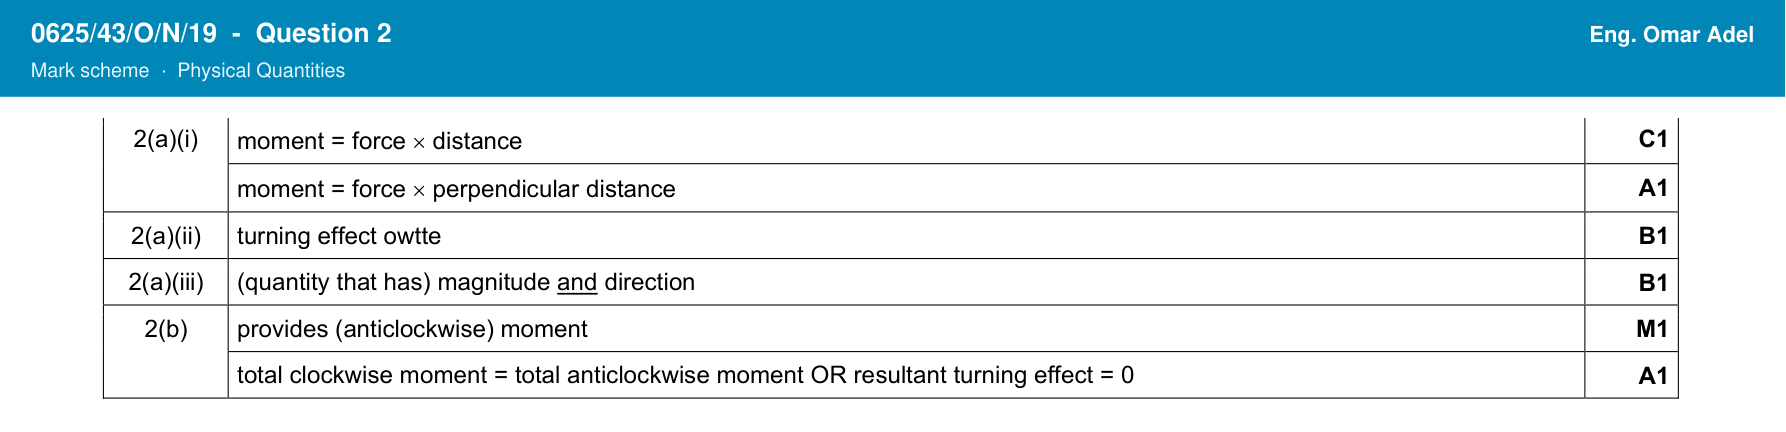 0625/43/O/N/19 - Question 2
Eng. Omar Adel
Mark scheme · Physical Quantities
2(a)(i) moment = force × distance C1
moment = force × perpendicular distance A1
2(a)(ii) turning effect owtte B1
2(a)(iii) (quantity that has) magnitude and direction B1
2(b) provides (anticlockwise) moment M1
total clockwise moment = total anticlockwise moment OR resultant turning effect = 0 A1